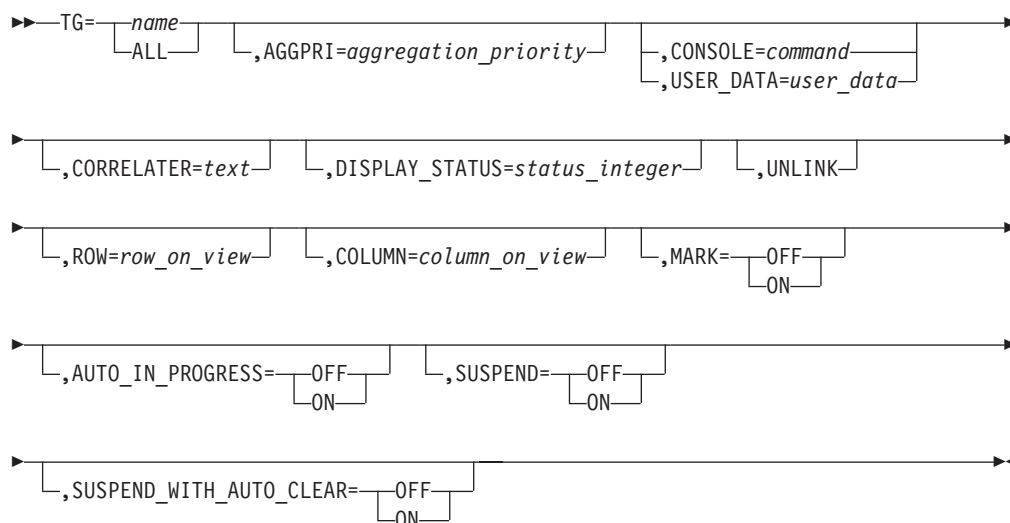 TG= name ,AGGPRI=aggregation_priority ,CONSOLE=command
ALL ,USER_DATA=user_data
,CORRELATER=text ,DISPLAY_STATUS=status_integer ,UNLINK
,ROW=row_on_view ,COLUMN=column_on_view ,MARK= OFF
ON
,AUTO_IN_PROGRESS= OFF ,SUSPEND= OFF
ON ON
,SUSPEND_WITH_AUTO_CLEAR= OFF
ON